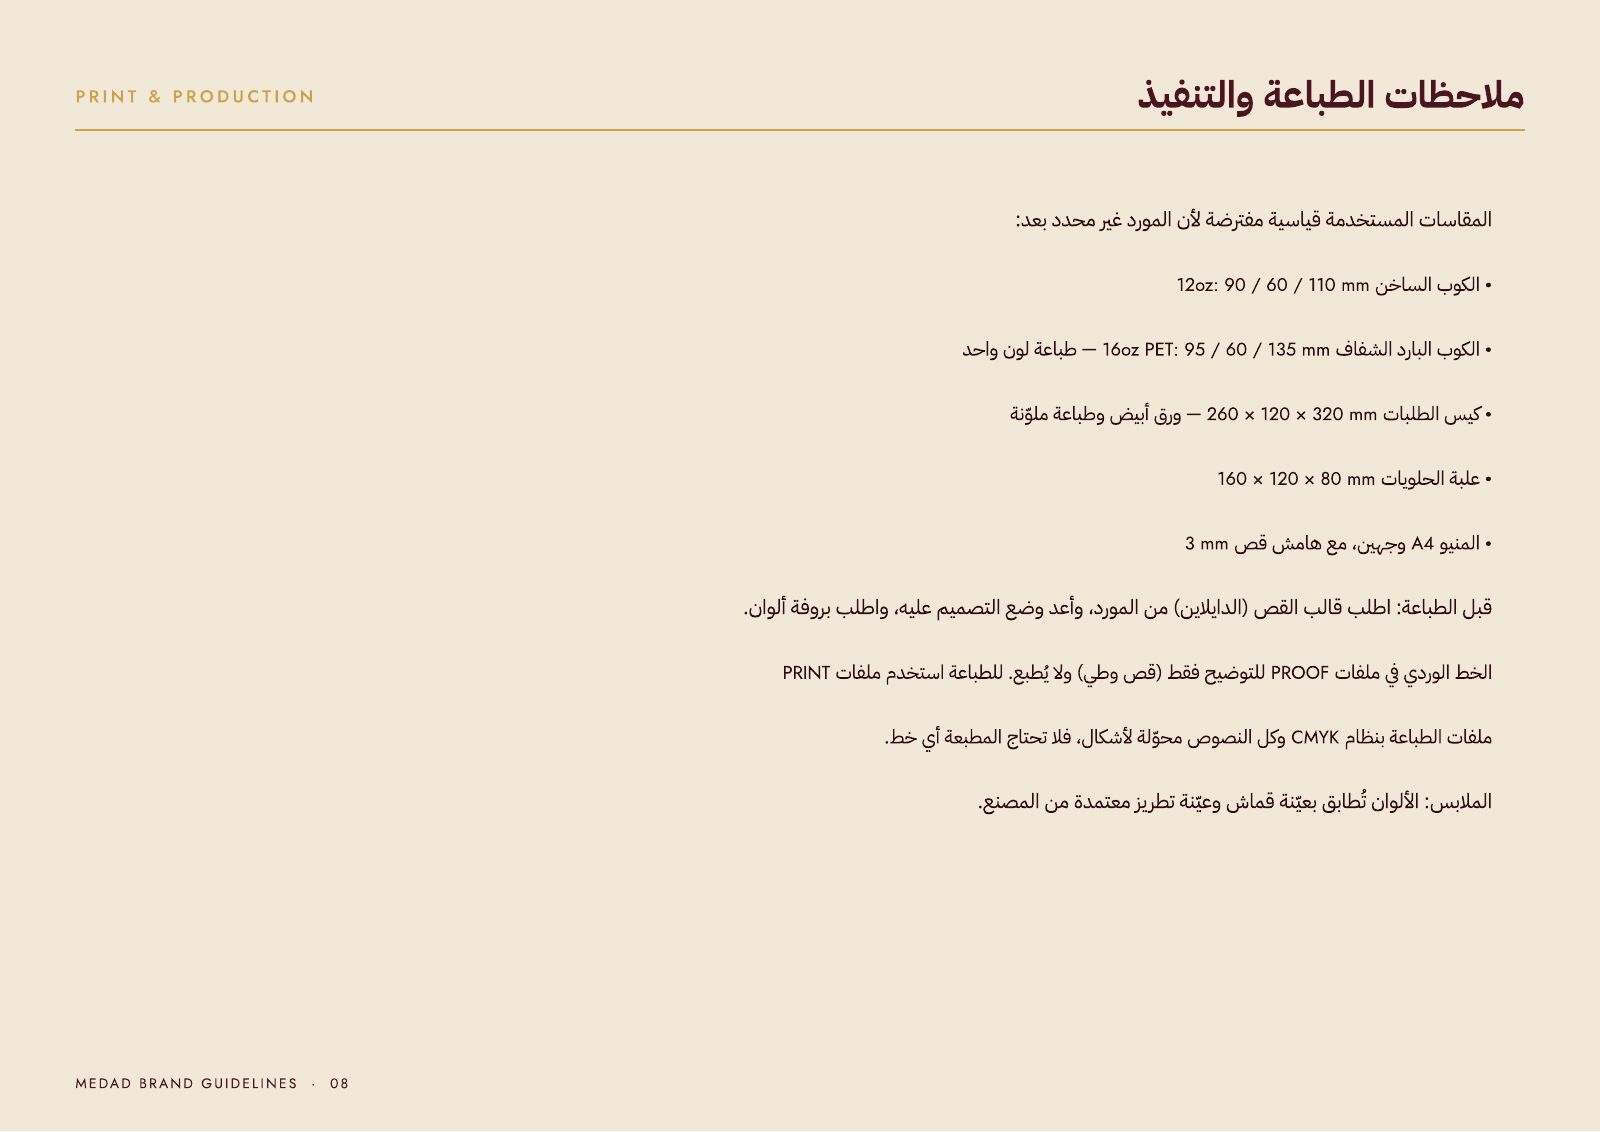 ملاحظات الطباعة والتنفيذ
PRINT & PRODUCTION
المقاسات المستخدمة قياسية مفترضة لأن المورد غير محدد بعد:
• الكوب الساخن 12oz: 90 / 60 / 110 mm
• الكوب البارد الشفاف 16oz PET: 95 / 60 / 135 mm — طباعة لون واحد
• كيس الطلبات 260 × 120 × 320 mm — ورق أبيض وطباعة ملوّنة
• علبة الحلويات 160 × 120 × 80 mm
• المنيو A4 وجهين، مع هامش قص 3 mm
قبل الطباعة: اطلب قالب القص (الدايلاين) من المورد، وأعد وضع التصميم عليه، واطلب بروفة ألوان.
الخط الوردي في ملفات PROOF للتوضيح فقط (قص وطي) ولا يُطبع. للطباعة استخدم ملفات PRINT
ملفات الطباعة بنظام CMYK وكل النصوص محوّلة لأشكال، فلا تحتاج المطبعة أي خط.
الملابس: الألوان تُطابق بعيّنة قماش وعيّنة تطريز معتمدة من المصنع.
MEDAD BRAND GUIDELINES · 08